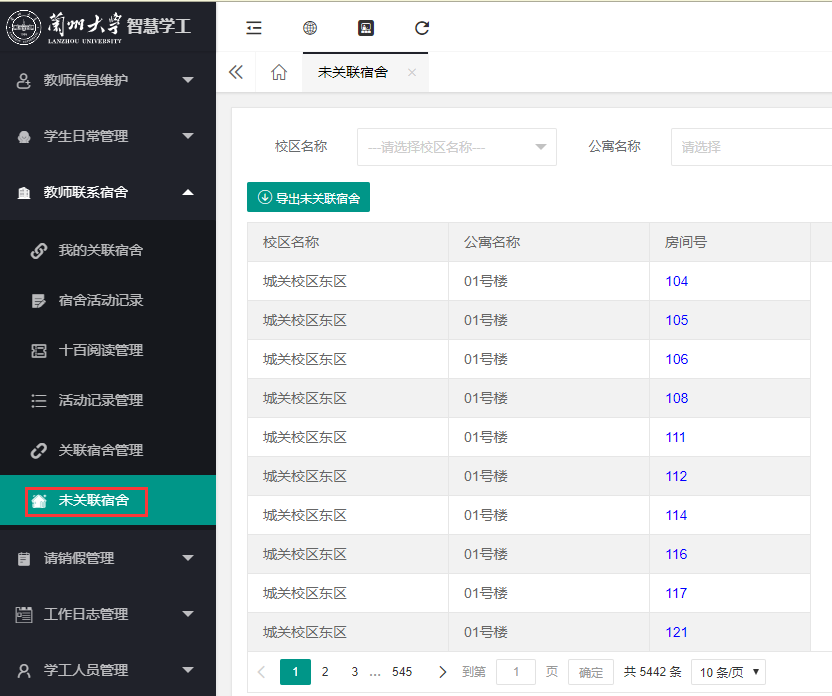 兰州大学 智慧学工
LANZHOU UNIVERSITY
教师信息维护
学生日常管理
教师联系宿舍
我的关联宿舍
宿舍活动记录
十百阅读管理
活动记录管理
关联宿舍管理
未关联宿舍
请销假管理
工作日志管理
学工人员管理
未关联宿舍
校区名称 ---请选择校区名称--- 公寓名称 请选择
导出未关联宿舍
校区名称 公寓名称 房间号
城关校区东区 01号楼 104
城关校区东区 01号楼 105
城关校区东区 01号楼 106
城关校区东区 01号楼 108
城关校区东区 01号楼 111
城关校区东区 01号楼 112
城关校区东区 01号楼 114
城关校区东区 01号楼 116
城关校区东区 01号楼 117
城关校区东区 01号楼 121
1 2 3 … 545 到第 1 页 确定 共 5442 条 10 条/页